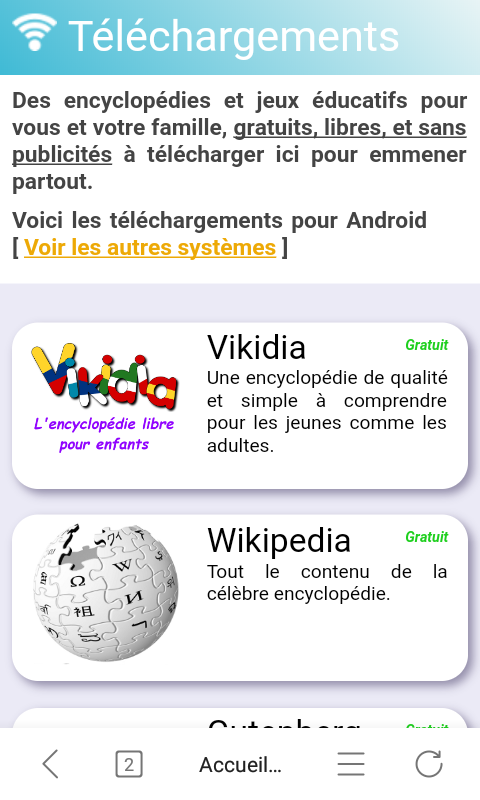 Téléchargements
Des encyclopédies et jeux éducatifs pour
vous et votre famille, gratuits, libres, et sans
publicités à télécharger ici pour emmener
partout.
Voici les téléchargements pour Android
[ Voir les autres systèmes ]
Vikidia
L'encyclopédie libre
pour enfants
Vikidia
Gratuit
Une encyclopédie de qualité
et simple à comprendre
pour les jeunes comme les
adultes.
Wikipedia
Gratuit
Tout le contenu de la
célèbre encyclopédie.
W
И
祖
Ω
Gutenberg
Gratuit
2
Accueil…